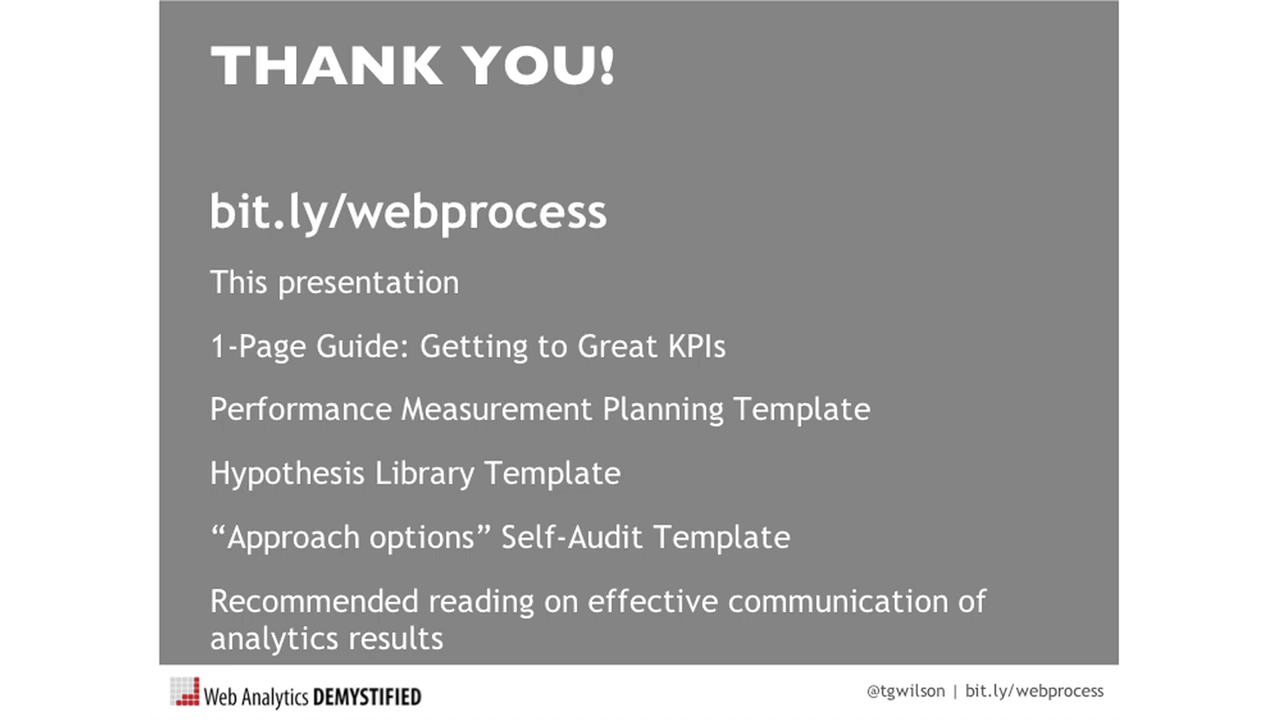 THANK YOU!
bit.ly/webprocess
This presentation
1-Page Guide: Getting to Great KPIs
Performance Measurement Planning Template
Hypothesis Library Template
“Approach options” Self-Audit Template
Recommended reading on effective communication of
analytics results
Web Analytics DEMYSTIFIED
@tgwilson | bit.ly/webprocess